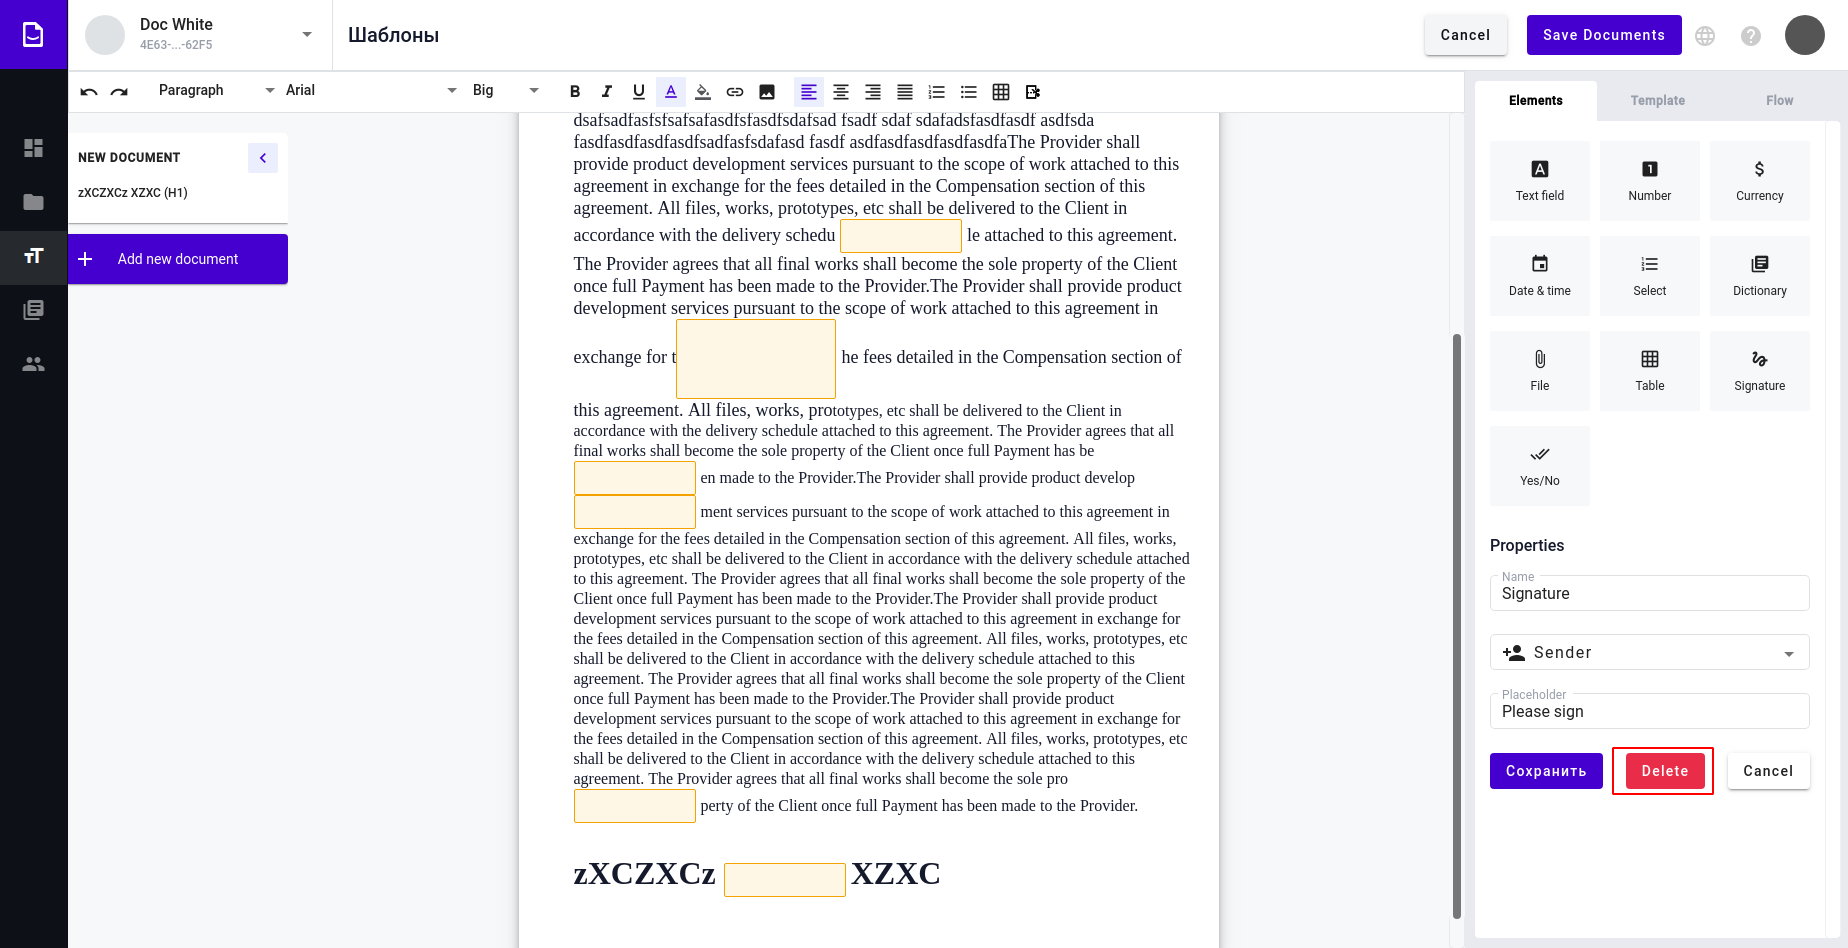 Doc White
4E63-...-62F5
Шаблоны
Cancel
Save Documents
Paragraph
Arial
Big
NEW DOCUMENT
zXCZXCz XZXC (H1)
Add new document
dsafsadfasfsfsafsafasdfsfasdfsdafsad fsadf sdaf sdafadsfasdfasdf asdfsda
fasdfasdfasdfasdfsadfasfsdafasd fasdf asdfasdfasdfasdfasdfaThe Provider shall
provide product development services pursuant to the scope of work attached to this
agreement in exchange for the fees detailed in the Compensation section of this
agreement. All files, works, prototypes, etc shall be delivered to the Client in
accordance with the delivery schedu le attached to this agreement.
The Provider agrees that all final works shall become the sole property of the Client
once full Payment has been made to the Provider.The Provider shall provide product
development services pursuant to the scope of work attached to this agreement in
exchange for t he fees detailed in the Compensation section of
this agreement. All files, works, prototypes, etc shall be delivered to the Client in
accordance with the delivery schedule attached to this agreement. The Provider agrees that all
final works shall become the sole property of the Client once full Payment has be
en made to the Provider.The Provider shall provide product develop
ment services pursuant to the scope of work attached to this agreement in
exchange for the fees detailed in the Compensation section of this agreement. All files, works,
prototypes, etc shall be delivered to the Client in accordance with the delivery schedule attached
to this agreement. The Provider agrees that all final works shall become the sole property of the
Client once full Payment has been made to the Provider.The Provider shall provide product
development services pursuant to the scope of work attached to this agreement in exchange for
the fees detailed in the Compensation section of this agreement. All files, works, prototypes, etc
shall be delivered to the Client in accordance with the delivery schedule attached to this
agreement. The Provider agrees that all final works shall become the sole property of the Client
once full Payment has been made to the Provider.The Provider shall provide product
development services pursuant to the scope of work attached to this agreement in exchange for
the fees detailed in the Compensation section of this agreement. All files, works, prototypes, etc
shall be delivered to the Client in accordance with the delivery schedule attached to this
agreement. The Provider agrees that all final works shall become the sole pro
perty of the Client once full Payment has been made to the Provider.
zXCZXCz XZXC
Elements
Template
Flow
Text field
Number
Currency
Date & time
Select
Dictionary
File
Table
Signature
Yes/No
Properties
Name
Signature
Sender
Placeholder
Please sign
Сохранить
Delete
Cancel